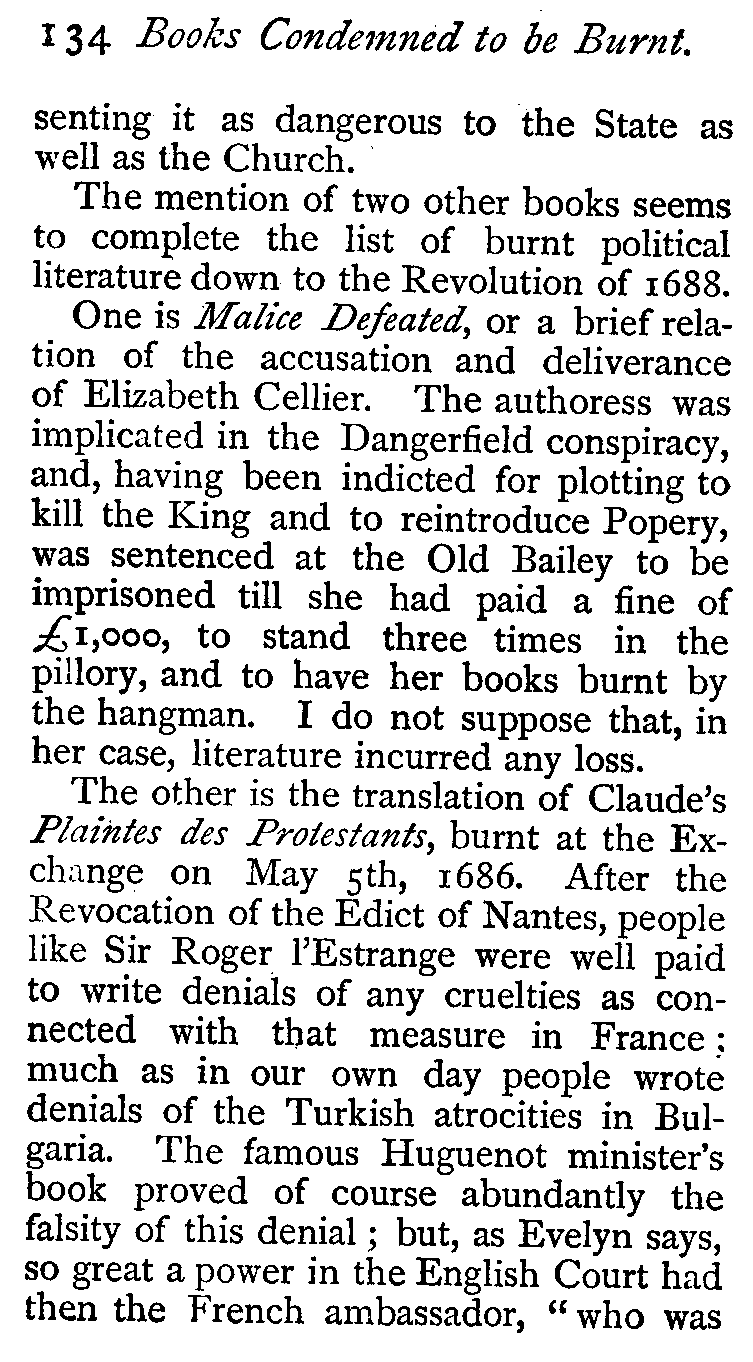 134 Books Condemned to be Burnt.
senting it as dangerous to the State as
well as the Church.
The mention of two other books seems
to complete the list of burnt political
literature down to the Revolution of 1688.
One is Malice Defeated, or a brief rela-
tion of the accusation and deliverance
of Elizabeth Cellier. The authoress was
implicated in the Dangerfield conspiracy,
and, having been indicted for plotting to
kill the King and to reintroduce Popery,
was sentenced at the Old Bailey to be
imprisoned till she had paid a fine of
£1,000, to stand three times in the
pillory, and to have her books burnt by
the hangman. I do not suppose that, in
her case, literature incurred any loss.
The other is the translation of Claude's
Plaintes des Protestants, burnt at the Ex-
change on May 5th, 1686. After the
Revocation of the Edict of Nantes, people
like Sir Roger l'Estrange were well paid
to write denials of any cruelties as con-
nected with that measure in France ;
much as in our own day people wrote
denials of the Turkish atrocities in Bul-
garia. The famous Huguenot minister's
book proved of course abundantly the
falsity of this denial ; but, as Evelyn says,
so great a power in the English Court had
then the French ambassador, “ who was